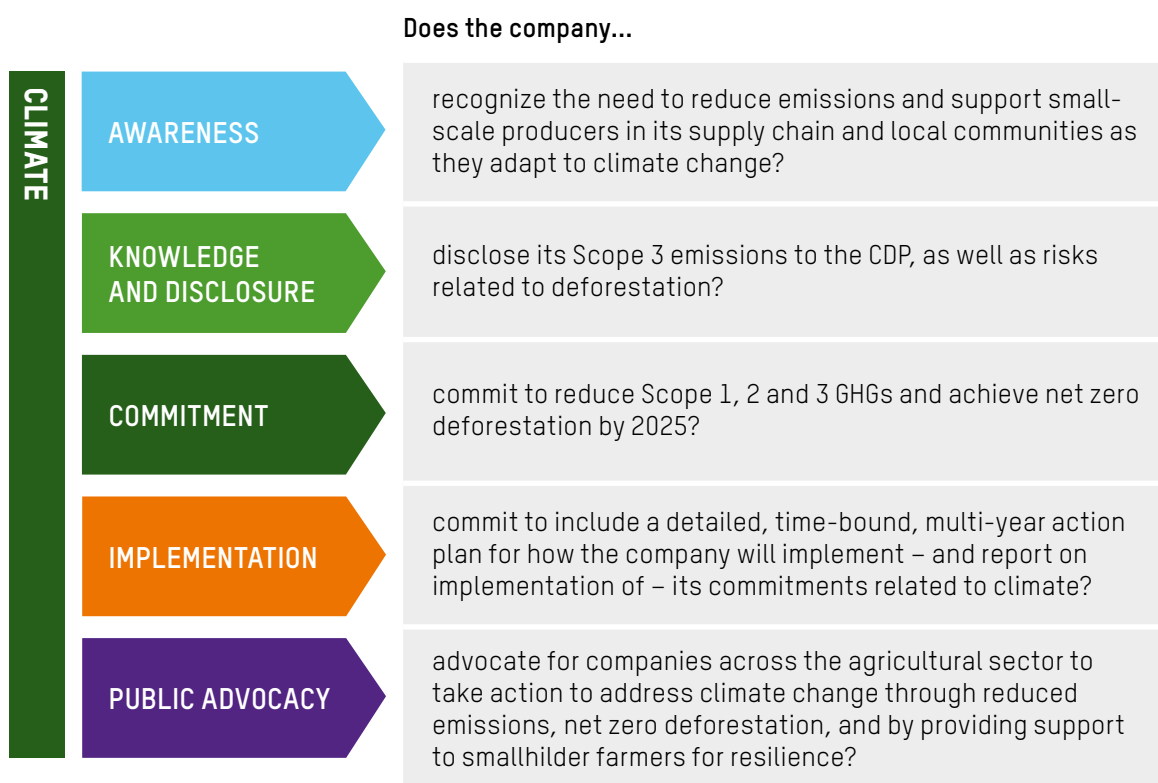 Does the company...
CLIMATE
AWARENESS
recognize the need to reduce emissions and support small-
scale producers in its supply chain and local communities as
they adapt to climate change?
KNOWLEDGE
AND DISCLOSURE
disclose its Scope 3 emissions to the CDP, as well as risks
related to deforestation?
COMMITMENT
commit to reduce Scope 1, 2 and 3 GHGs and achieve net zero
deforestation by 2025?
IMPLEMENTATION
commit to include a detailed, time-bound, multi-year action
plan for how the company will implement – and report on
implementation of – its commitments related to climate?
PUBLIC ADVOCACY
advocate for companies across the agricultural sector to
take action to address climate change through reduced
emissions, net zero deforestation, and by providing support
to smallhilder farmers for resilience?